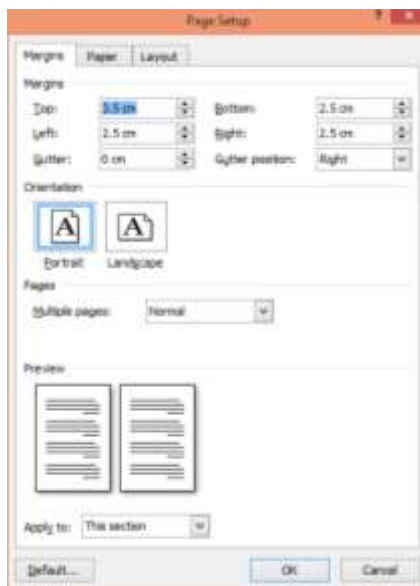 Page Setup ?
Margins Paper Layout
Margins
Top: 3.5 cm Bottom: 2.5 cm
Left: 2.5 cm Right: 2.5 cm
Gutter: 0 cm Gutter position: Right
Orientation
A A
Portrait Landscape
Pages
Multiple pages: Normal
Preview
Apply to: This section
Default... OK Cancel